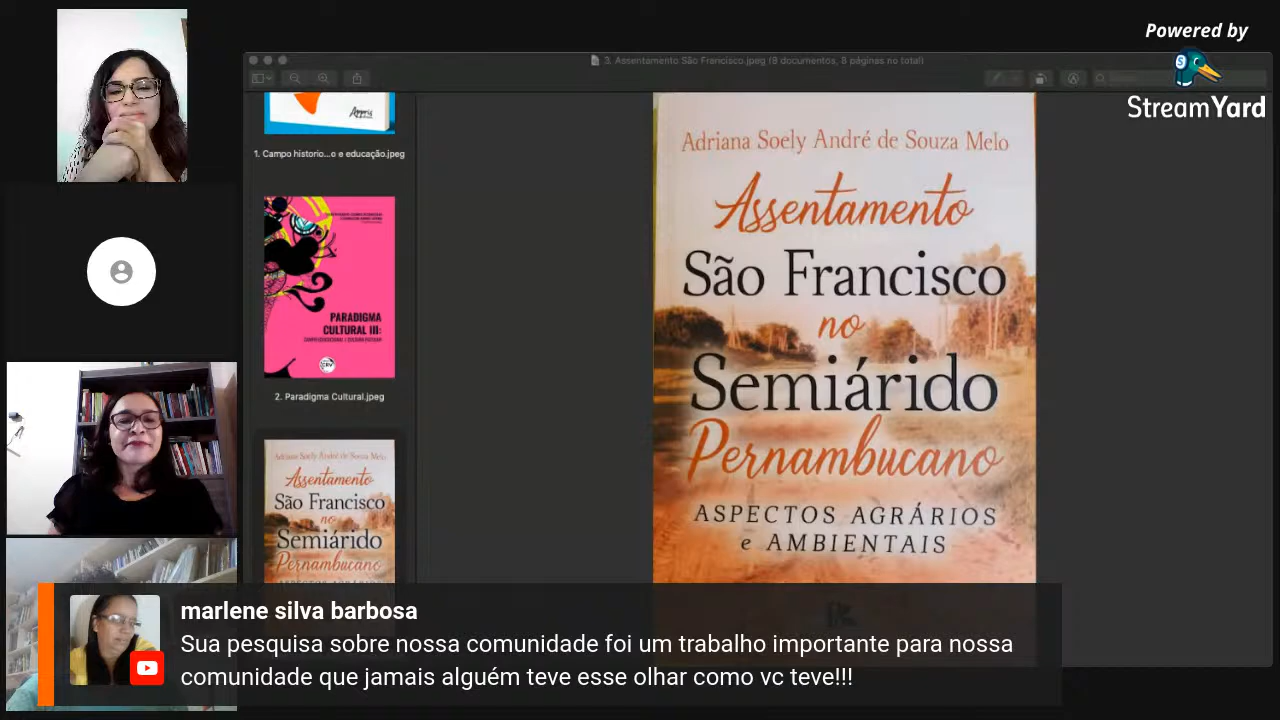 Powered by
StreamYard
3. Assentamento São Francisco.jpeg (8 documentos, 8 páginas no total)
Appris
1. Campo historio...o e educação.jpeg
PARADIGMA
CULTURAL III:
CRV
2. Paradigma Cultural.jpeg
Adriana Soely André de Souza Melo
Assentamento
São Francisco
no
Semiárido
Pernambucano
Adriana Soely André de Souza Melo
Assentamento
São Francisco
no
Semiárido
Pernambucano
ASPECTOS AGRÁRIOS
e AMBIENTAIS
marlene silva barbosa
Sua pesquisa sobre nossa comunidade foi um trabalho importante para nossa
comunidade que jamais alguém teve esse olhar como vc teve!!!